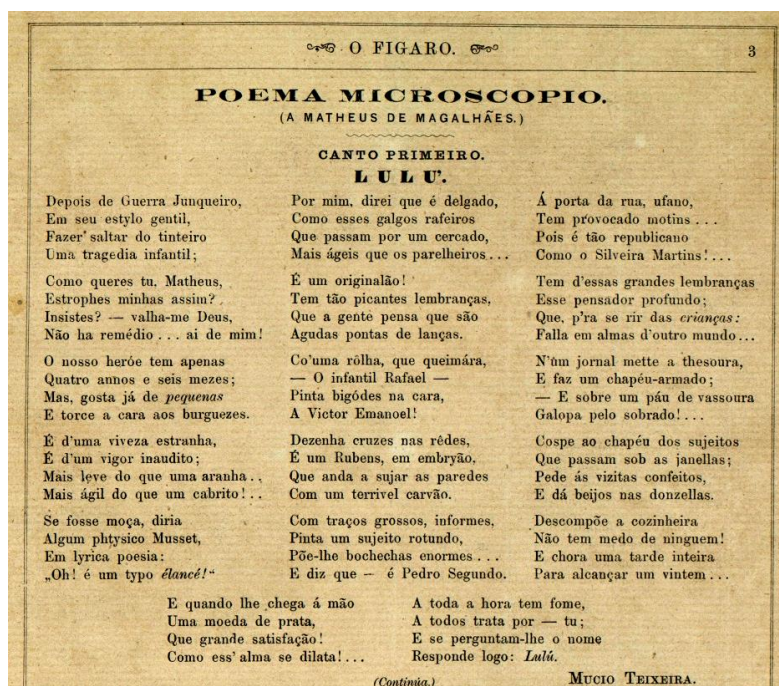 O FIGARO.
3
POEMA MICROSCOPIO.
(A MATHEUS DE MAGALHÃES.)
CANTO PRIMEIRO.
LULU'.
Depois de Guerra Junqueiro,
Em seu estylo gentil,
Fazer saltar do tinteiro
Uma tragedia infantil;
Como queres tu, Matheus,
Estrophes minhas assim?
Insistes? — valha-me Deus,
Não ha remédio ... ai de mim!
O nosso heróe tem apenas
Quatro annos e seis mezes;
Mas, gosta já de pequenas
E torce a cara aos burguezes.
É d'uma viveza estranha,
É d'um vigor inaudito;
Mais leve do que uma aranha..
Mais ágil do que um cabrito!..
Se fosse moça, diria
Algum phtysico Musset,
Em lyrica poesia:
„Oh! é um typo élancé!“
Por mim, direi que é delgado,
Como esses galgos rafeiros
Que passam por um cercado,
Mais ágeis que os parelheiros...
É um originalão!
Tem tão picantes lembranças,
Que a gente pensa que são
Agudas pontas de lanças.
Co'uma rôlha, que queimára,
— O infantil Rafael —
Pinta bigódes na cara,
A Victor Emanoel!
Dezenha cruzes nas rêdes,
É um Rubens, em embryão,
Que anda a sujar as paredes
Com um terrivel carvão.
Com traços grossos, informes,
Pinta um sujeito rotundo,
Põe-lhe bochechas enormes ...
E diz que — é Pedro Segundo.
Á porta da rua, ufano,
Tem provocado motins ...
Pois é tão republicano
Como o Silveira Martins!...
Tem d'essas grandes lembranças
Esse pensador profundo;
Que, p'ra se rir das crianças:
Falla em almas d'outro mundo...
N'um jornal mette a thesoura,
E faz um chapéu-armado;
— E sobre um páu de vassoura
Galopa pelo sobrado!...
Cospe ao chapéu dos sujeitos
Que passam sob as janellas;
Pede ás vizitas confeitos,
E dá beijos nas donzellas.
Descompõe a cozinheira
Não tem medo de ninguem!
E chora uma tarde inteira
Para alcançar um vintem...
E quando lhe chega á mão
Uma moeda de prata,
Que grande satisfação!
Como ess' alma se dilata!...
A toda a hora tem fome,
A todos trata por — tu;
E se perguntam-lhe o nome
Responde logo: Lulú.
(Contínúa.)
MUCIO TEIXEIRA.